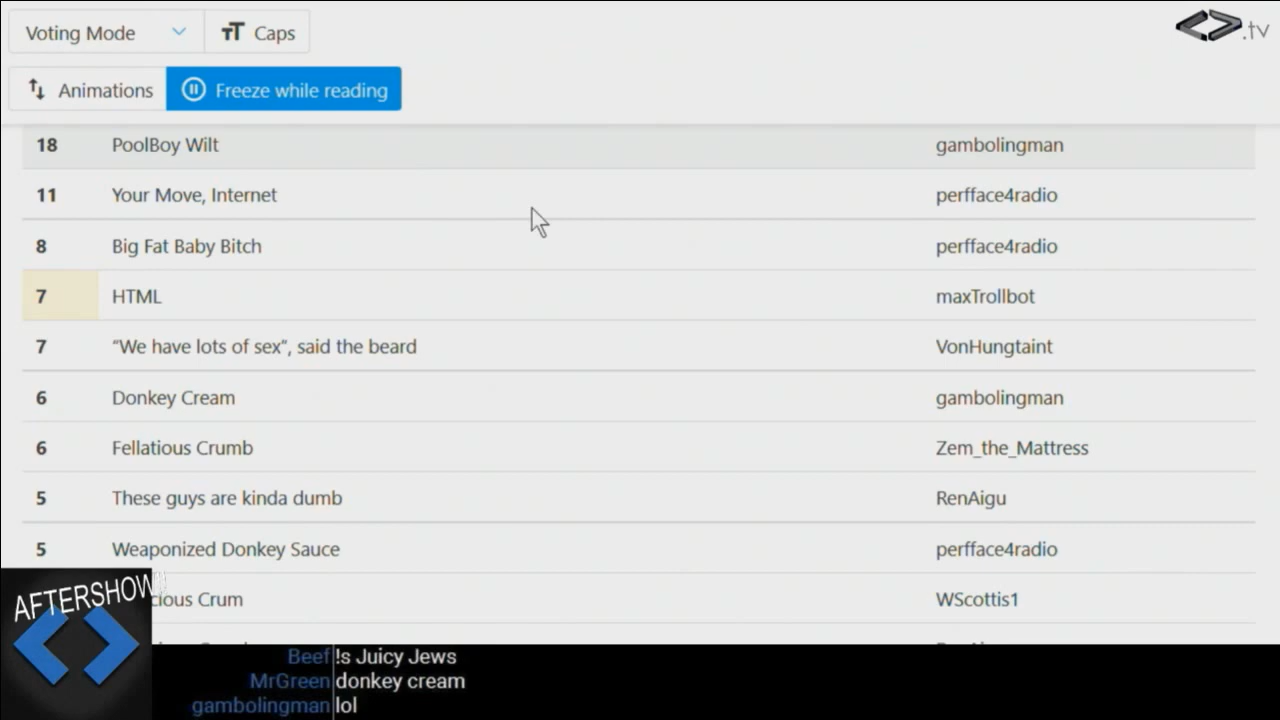 Voting Mode
Caps
.tv
Animations
Freeze while reading
18 PoolBoy Wilt gambolingman
11 Your Move, Internet perfface4radio
8 Big Fat Baby Bitch perfface4radio
7 HTML maxTrollbot
7 “We have lots of sex”, said the beard VonHungtaint
6 Donkey Cream gambolingman
6 Fellatious Crumb Zem_the_Mattress
5 These guys are kinda dumb RenAigu
5 Weaponized Donkey Sauce perfface4radio
Crum WScottis1
AFTERSHOW!!
Beef !s Juicy Jews
MrGreen donkey cream
gambolingman lol